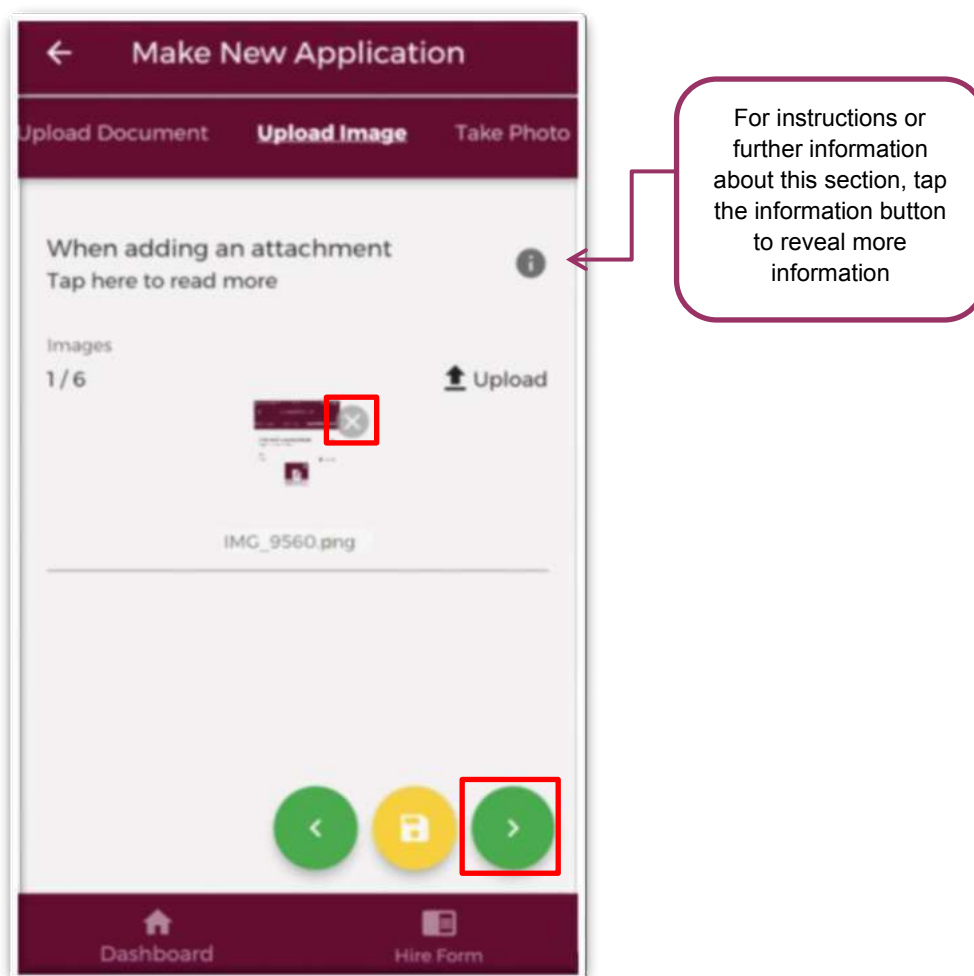 Make New Application
Upload Document Upload Image Take Photo
When adding an attachment
Tap here to read more
Images
1 / 6
Upload
IMG_9560.png
Dashboard
Hire Form
For instructions or
further information
about this section, tap
the information button
to reveal more
information